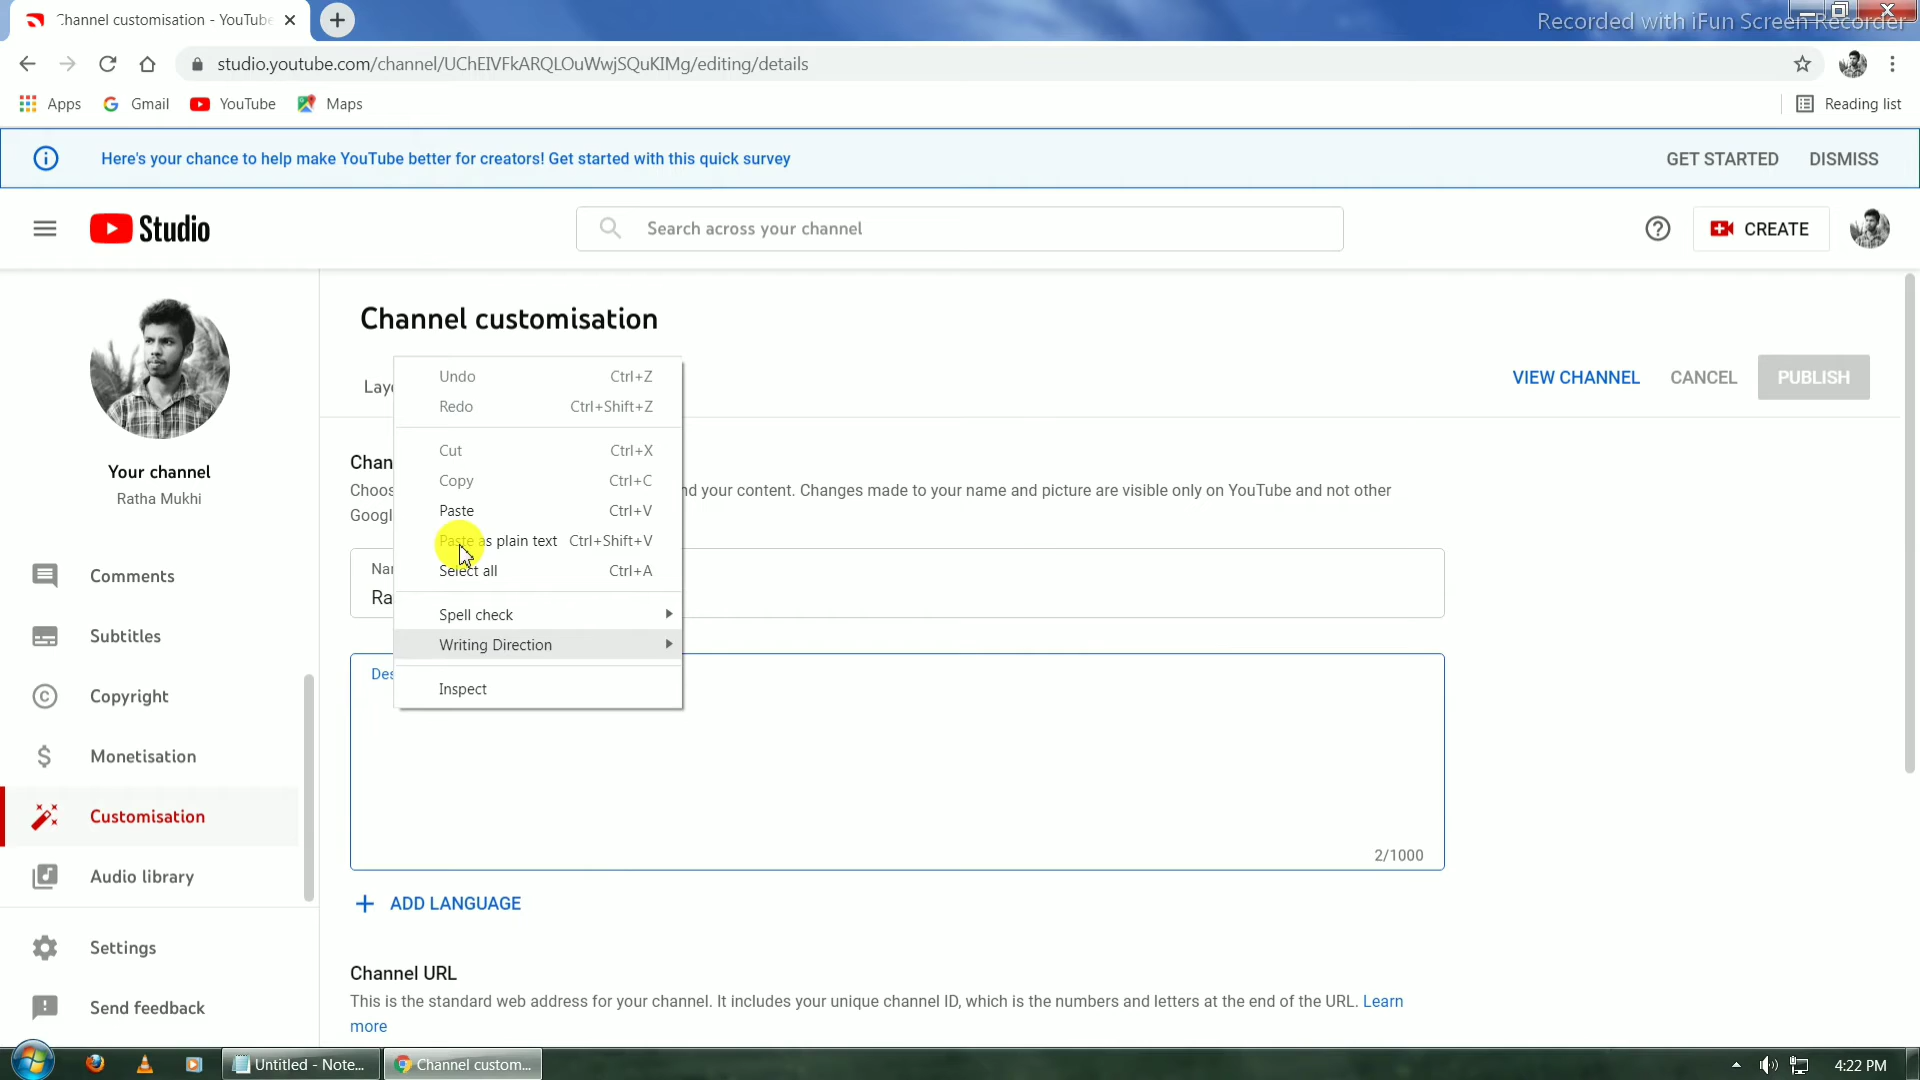 Channel customisation - YouTube
Recorded with iFun Screen Recorder
studio.youtube.com/channel/UChEIVFkARQLOuWwjSQuKIMg/editing/details
Apps
Gmail
YouTube
Maps
Reading list
Here's your chance to help make YouTube better for creators! Get started with this quick survey
GET STARTED
DISMISS
Studio
Search across your channel
CREATE
Channel customisation
Your channel
Ratha Mukhi
Comments
Subtitles
Copyright
Monetisation
Customisation
Audio library
Settings
Send feedback
Lay
VIEW CHANNEL
CANCEL
PUBLISH
Undo Ctrl+Z
Redo Ctrl+Shift+Z
Cut Ctrl+X
Copy Ctrl+C
Paste Ctrl+V
Paste as plain text Ctrl+Shift+V
Select all Ctrl+A
Spell check
Writing Direction
Inspect
Chan
Choos
nd your content. Changes made to your name and picture are visible only on YouTube and not other
Googl
Nar
Ra
Des
2/1000
ADD LANGUAGE
Channel URL
This is the standard web address for your channel. It includes your unique channel ID, which is the numbers and letters at the end of the URL. Learn
more
Untitled - Note...
Channel custom...
4:22 PM